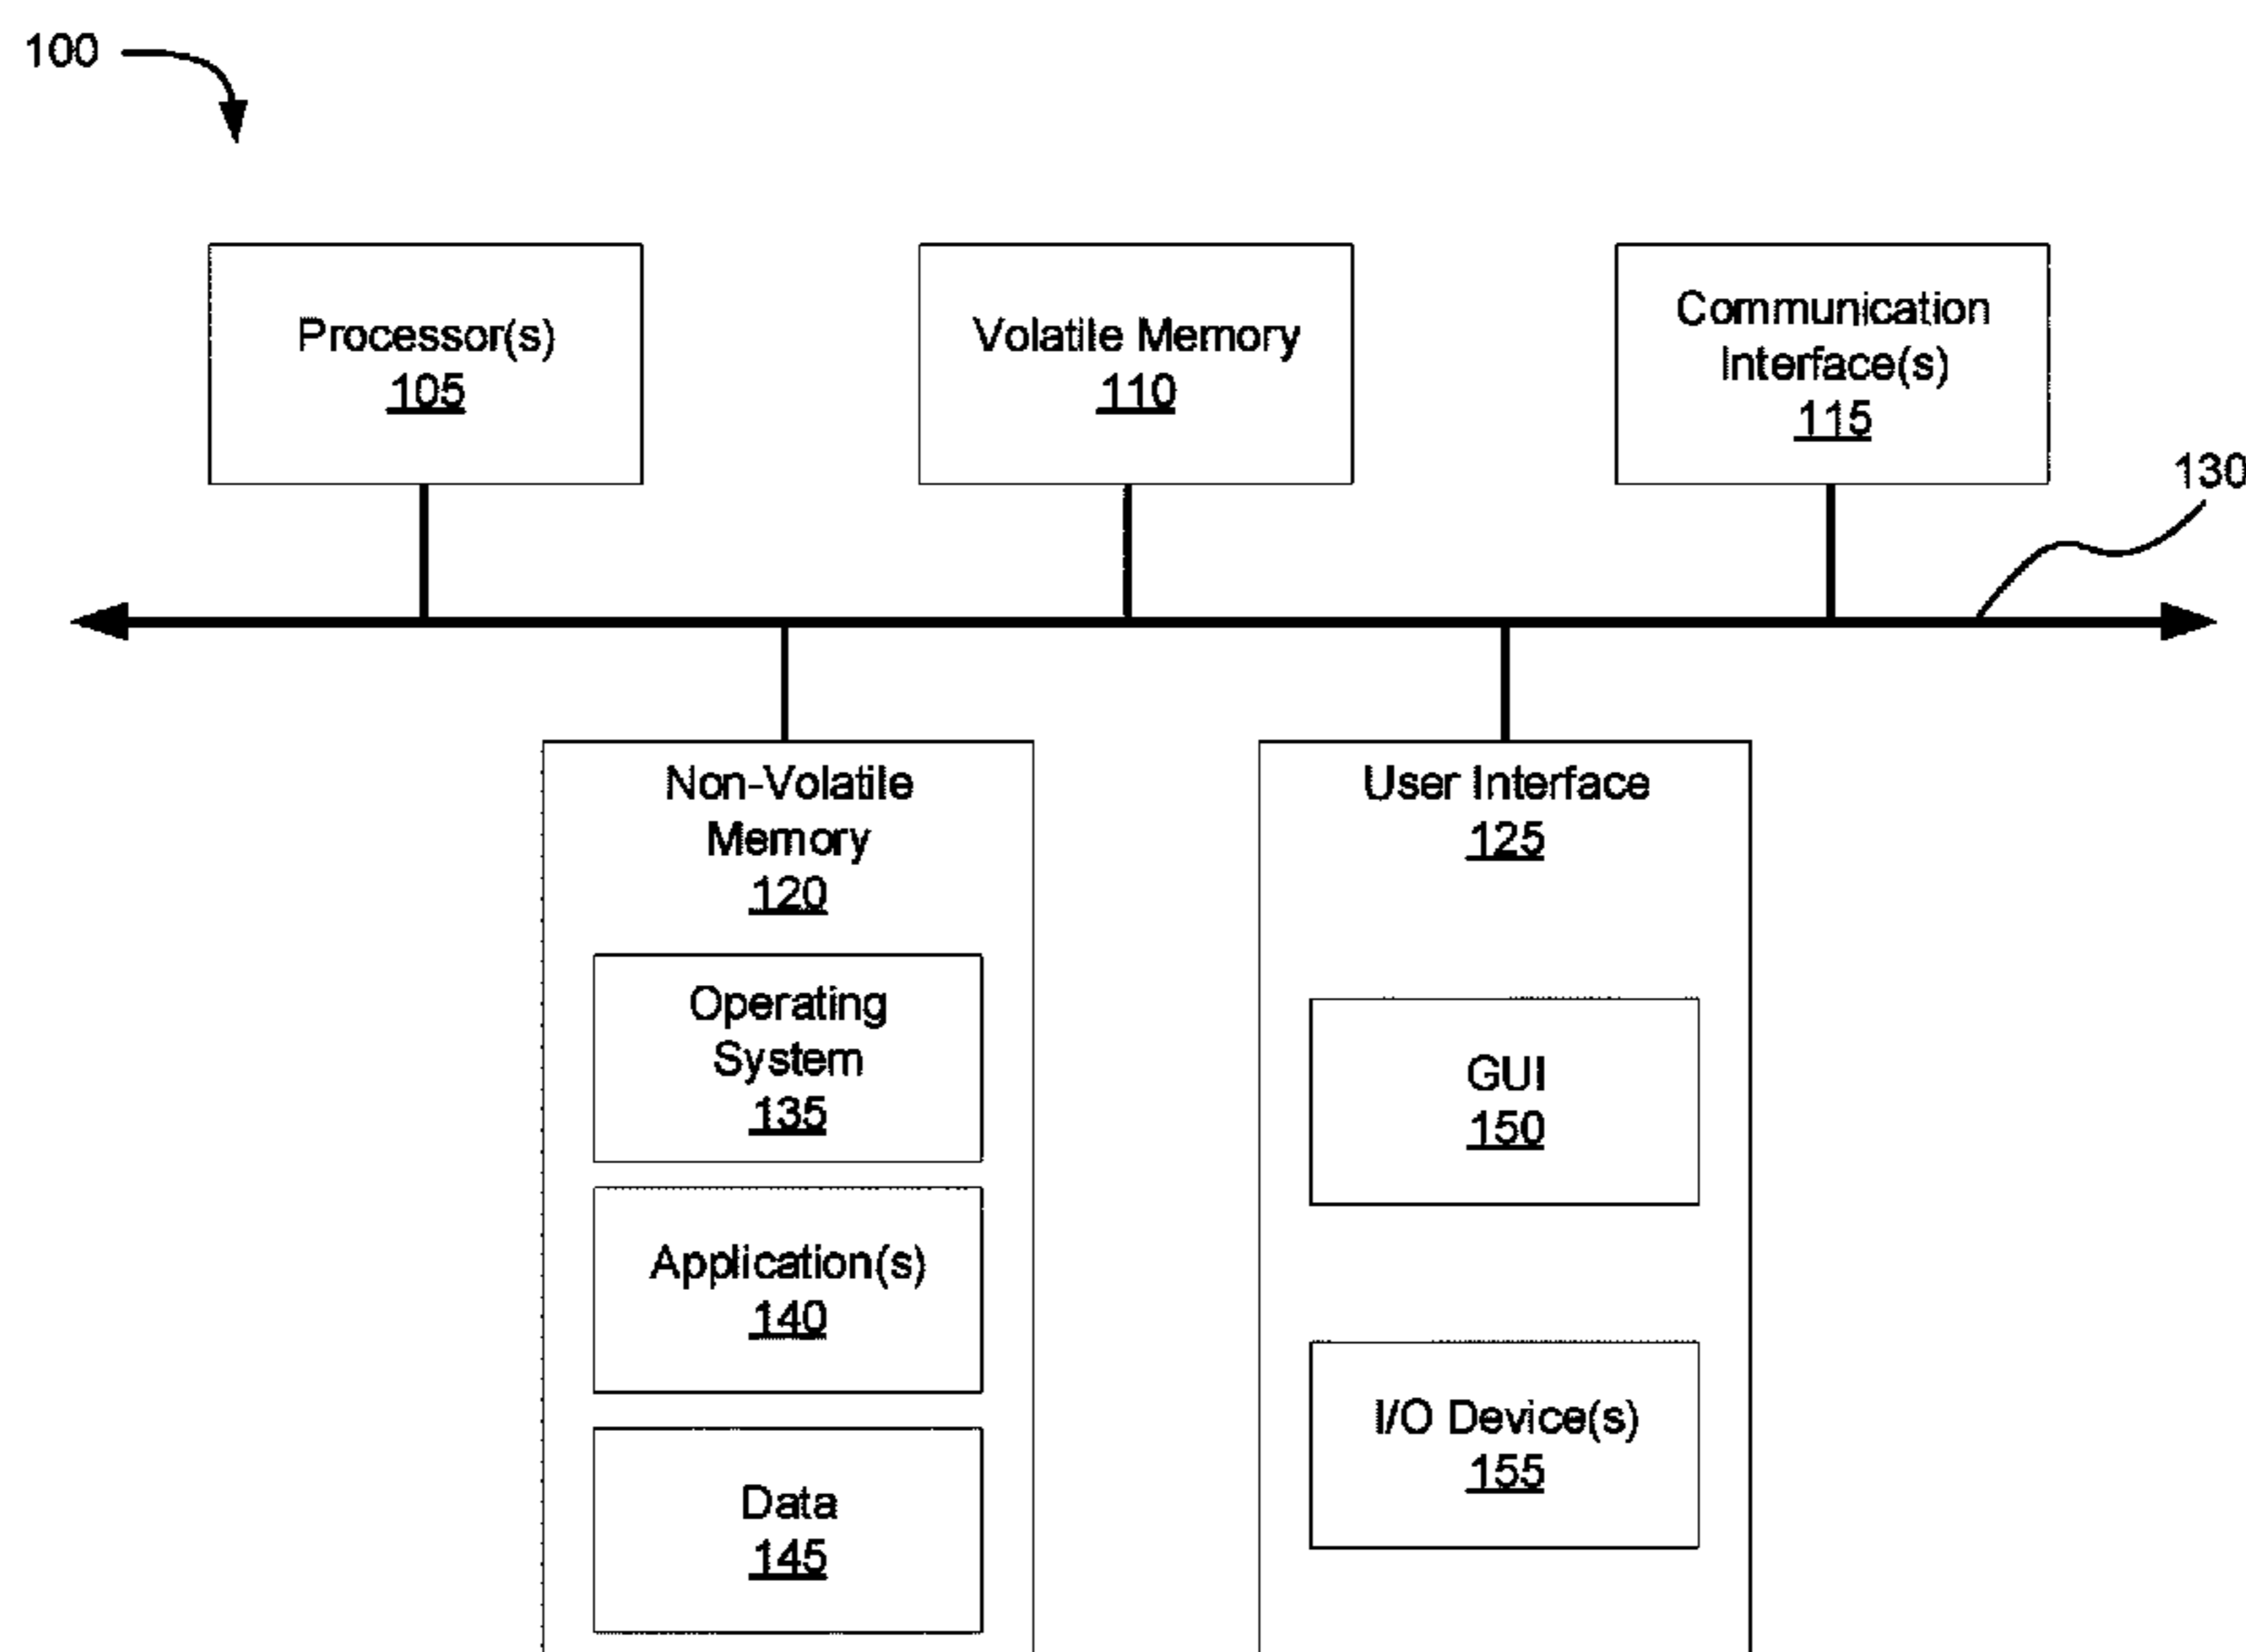 100
Processor(s)
105
Volatile Memory
110
Communication
Interface(s)
115
130
Non-Volatile
Memory
120
Operating
System
135
Application(s)
140
Data
145
User Interface
125
GUI
150
I/O Device(s)
155